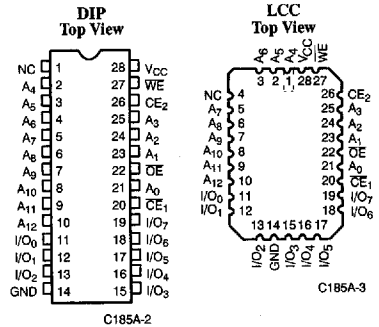 DIP
Top View
NC 1 28 VCC
A4 2 27 WE
A5 3 26 CE2
A6 4 25 A3
A7 5 24 A2
A8 6 23 A1
A9 7 22 OE
A10 8 21 A0
A11 9 20 CE1
A12 10 19 I/O7
I/O0 11 18 I/O6
I/O1 12 17 I/O5
I/O2 13 16 I/O4
GND 14 15 I/O3
C185A-2
LCC
Top View
A6 A5 A4 VCC WE
3 2 1 28 27
NC 4 26 CE2
A7 5 25 A3
A8 6 24 A2
A9 7 23 A1
A10 8 22 OE
A11 9 21 A0
A12 10 20 CE1
I/O0 11 19 I/O7
I/O1 12 18 I/O6
13 14 15 16 17
I/O2 GND I/O3 I/O4 I/O5
C185A-3